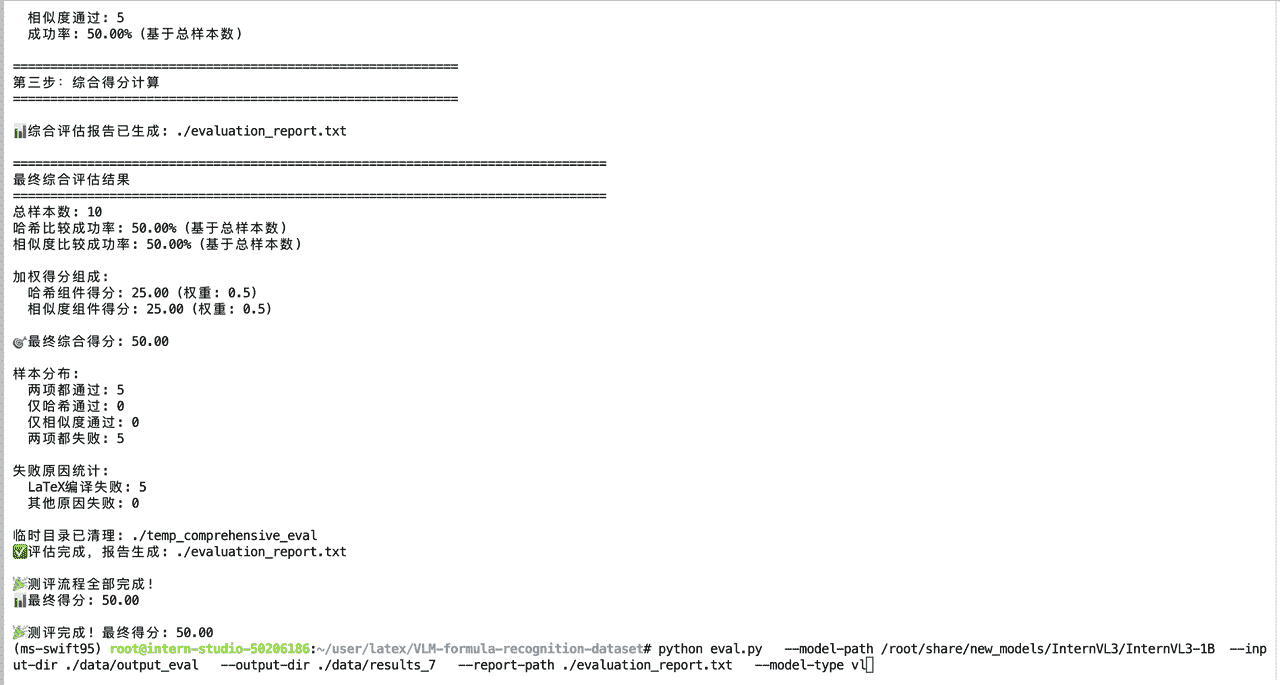 相似度通过: 5
成功率: 50.00% (基于总样本数)
============================================================
第三步: 综合得分计算
============================================================
📊综合评估报告已生成: ./evaluation_report.txt
================================================================================
最终综合评估结果
================================================================================
总样本数: 10
哈希比较成功率: 50.00% (基于总样本数)
相似度比较成功率: 50.00% (基于总样本数)
加权得分组成:
哈希组件得分: 25.00 (权重: 0.5)
相似度组件得分: 25.00 (权重: 0.5)
🎯最终综合得分: 50.00
样本分布:
两项都通过: 5
仅哈希通过: 0
仅相似度通过: 0
两项都失败: 5
失败原因统计:
LaTeX编译失败: 5
其他原因失败: 0
临时目录已清理: ./temp_comprehensive_eval
✅评估完成, 报告生成: ./evaluation_report.txt
🎉测评流程全部完成!
📊最终得分: 50.00
🎉测评完成! 最终得分: 50.00
(ms-swift95) root@intern-studio-50206186:~/user/latex/VLM-formula-recognition-dataset# python eval.py   --model-path /root/share/new_models/InternVL3/InternVL3-1B  --inp
ut-dir ./data/output_eval   --output-dir ./data/results_7   --report-path ./evaluation_report.txt   --model-type vl